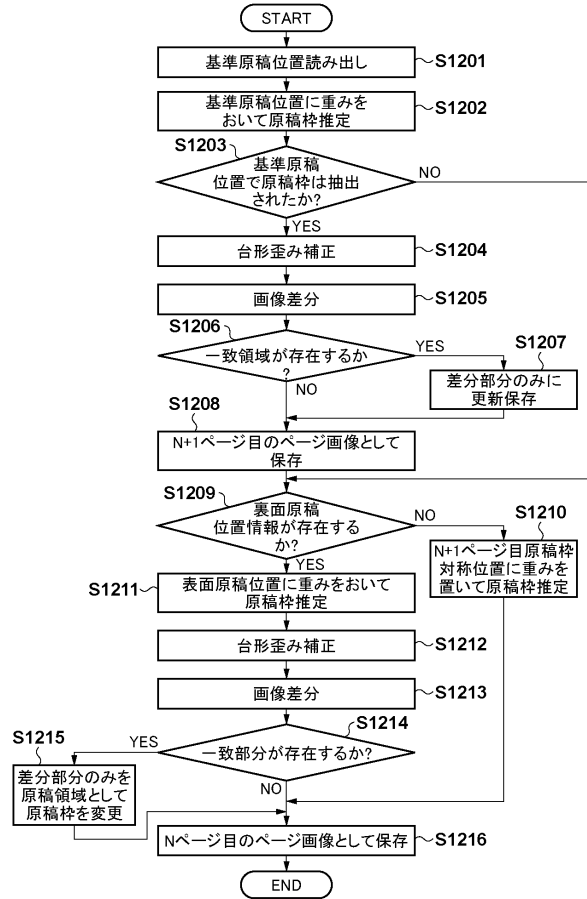 START
基準原稿位置読み出し
S1201
基準原稿位置に重みを
おいて原稿枠推定
S1202
S1203
基準原稿
位置で原稿枠は抽出
されたか?
NO
YES
台形歪み補正
S1204
画像差分
S1205
S1206
一致領域が存在するか
?
YES
NO
S1207
差分部分のみに
更新保存
S1208
N+1ページ目のページ画像として
保存
S1209
裏面原稿
位置情報が存在する
か?
NO
YES
S1210
N+1ページ目原稿枠
対称位置に重みを
置いて原稿枠推定
S1211
表面原稿位置に重みをおいて
原稿枠推定
台形歪み補正
S1212
画像差分
S1213
S1214
一致部分が存在するか?
YES
NO
S1215
差分部分のみを
原稿領域として
原稿枠を変更
Nページ目のページ画像として保存
S1216
END